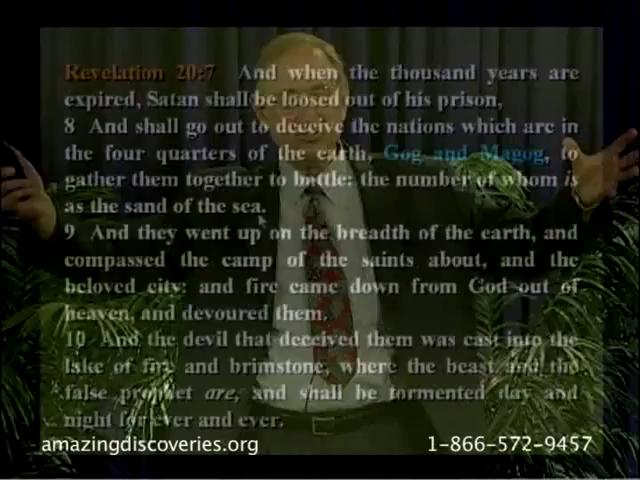 Revelation 20:7 And when the thousand years are
expired, Satan shall be loosed out of his prison,
8 And shall go out to deceive the nations which are in
the four quarters of the earth, Gog and Magog, to
gather them together to battle: the number of whom is
as the sand of the sea.
9 And they went up on the breadth of the earth, and
compassed the camp of the saints about, and the
beloved city: and fire came down from God out of
heaven, and devoured them.
10 And the devil that deceived them was cast into the
lake of fire and brimstone, where the beast and the
false prophet are, and shall be tormented day and
night for ever and ever.
amazingdiscoveries.org 1-866-572-9457